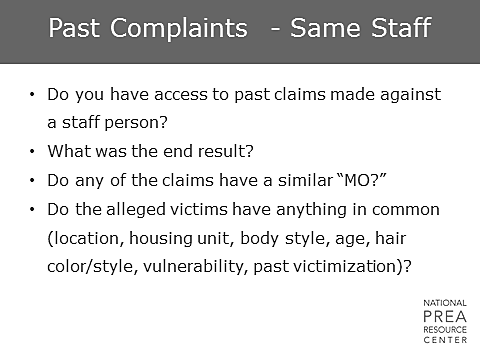 Past Complaints - Same Staff
• Do you have access to past claims made against
a staff person?
• What was the end result?
• Do any of the claims have a similar “MO?”
• Do the alleged victims have anything in common
(location, housing unit, body style, age, hair
color/style, vulnerability, past victimization)?
NATIONAL
PREA
RESOURCE
CENTER